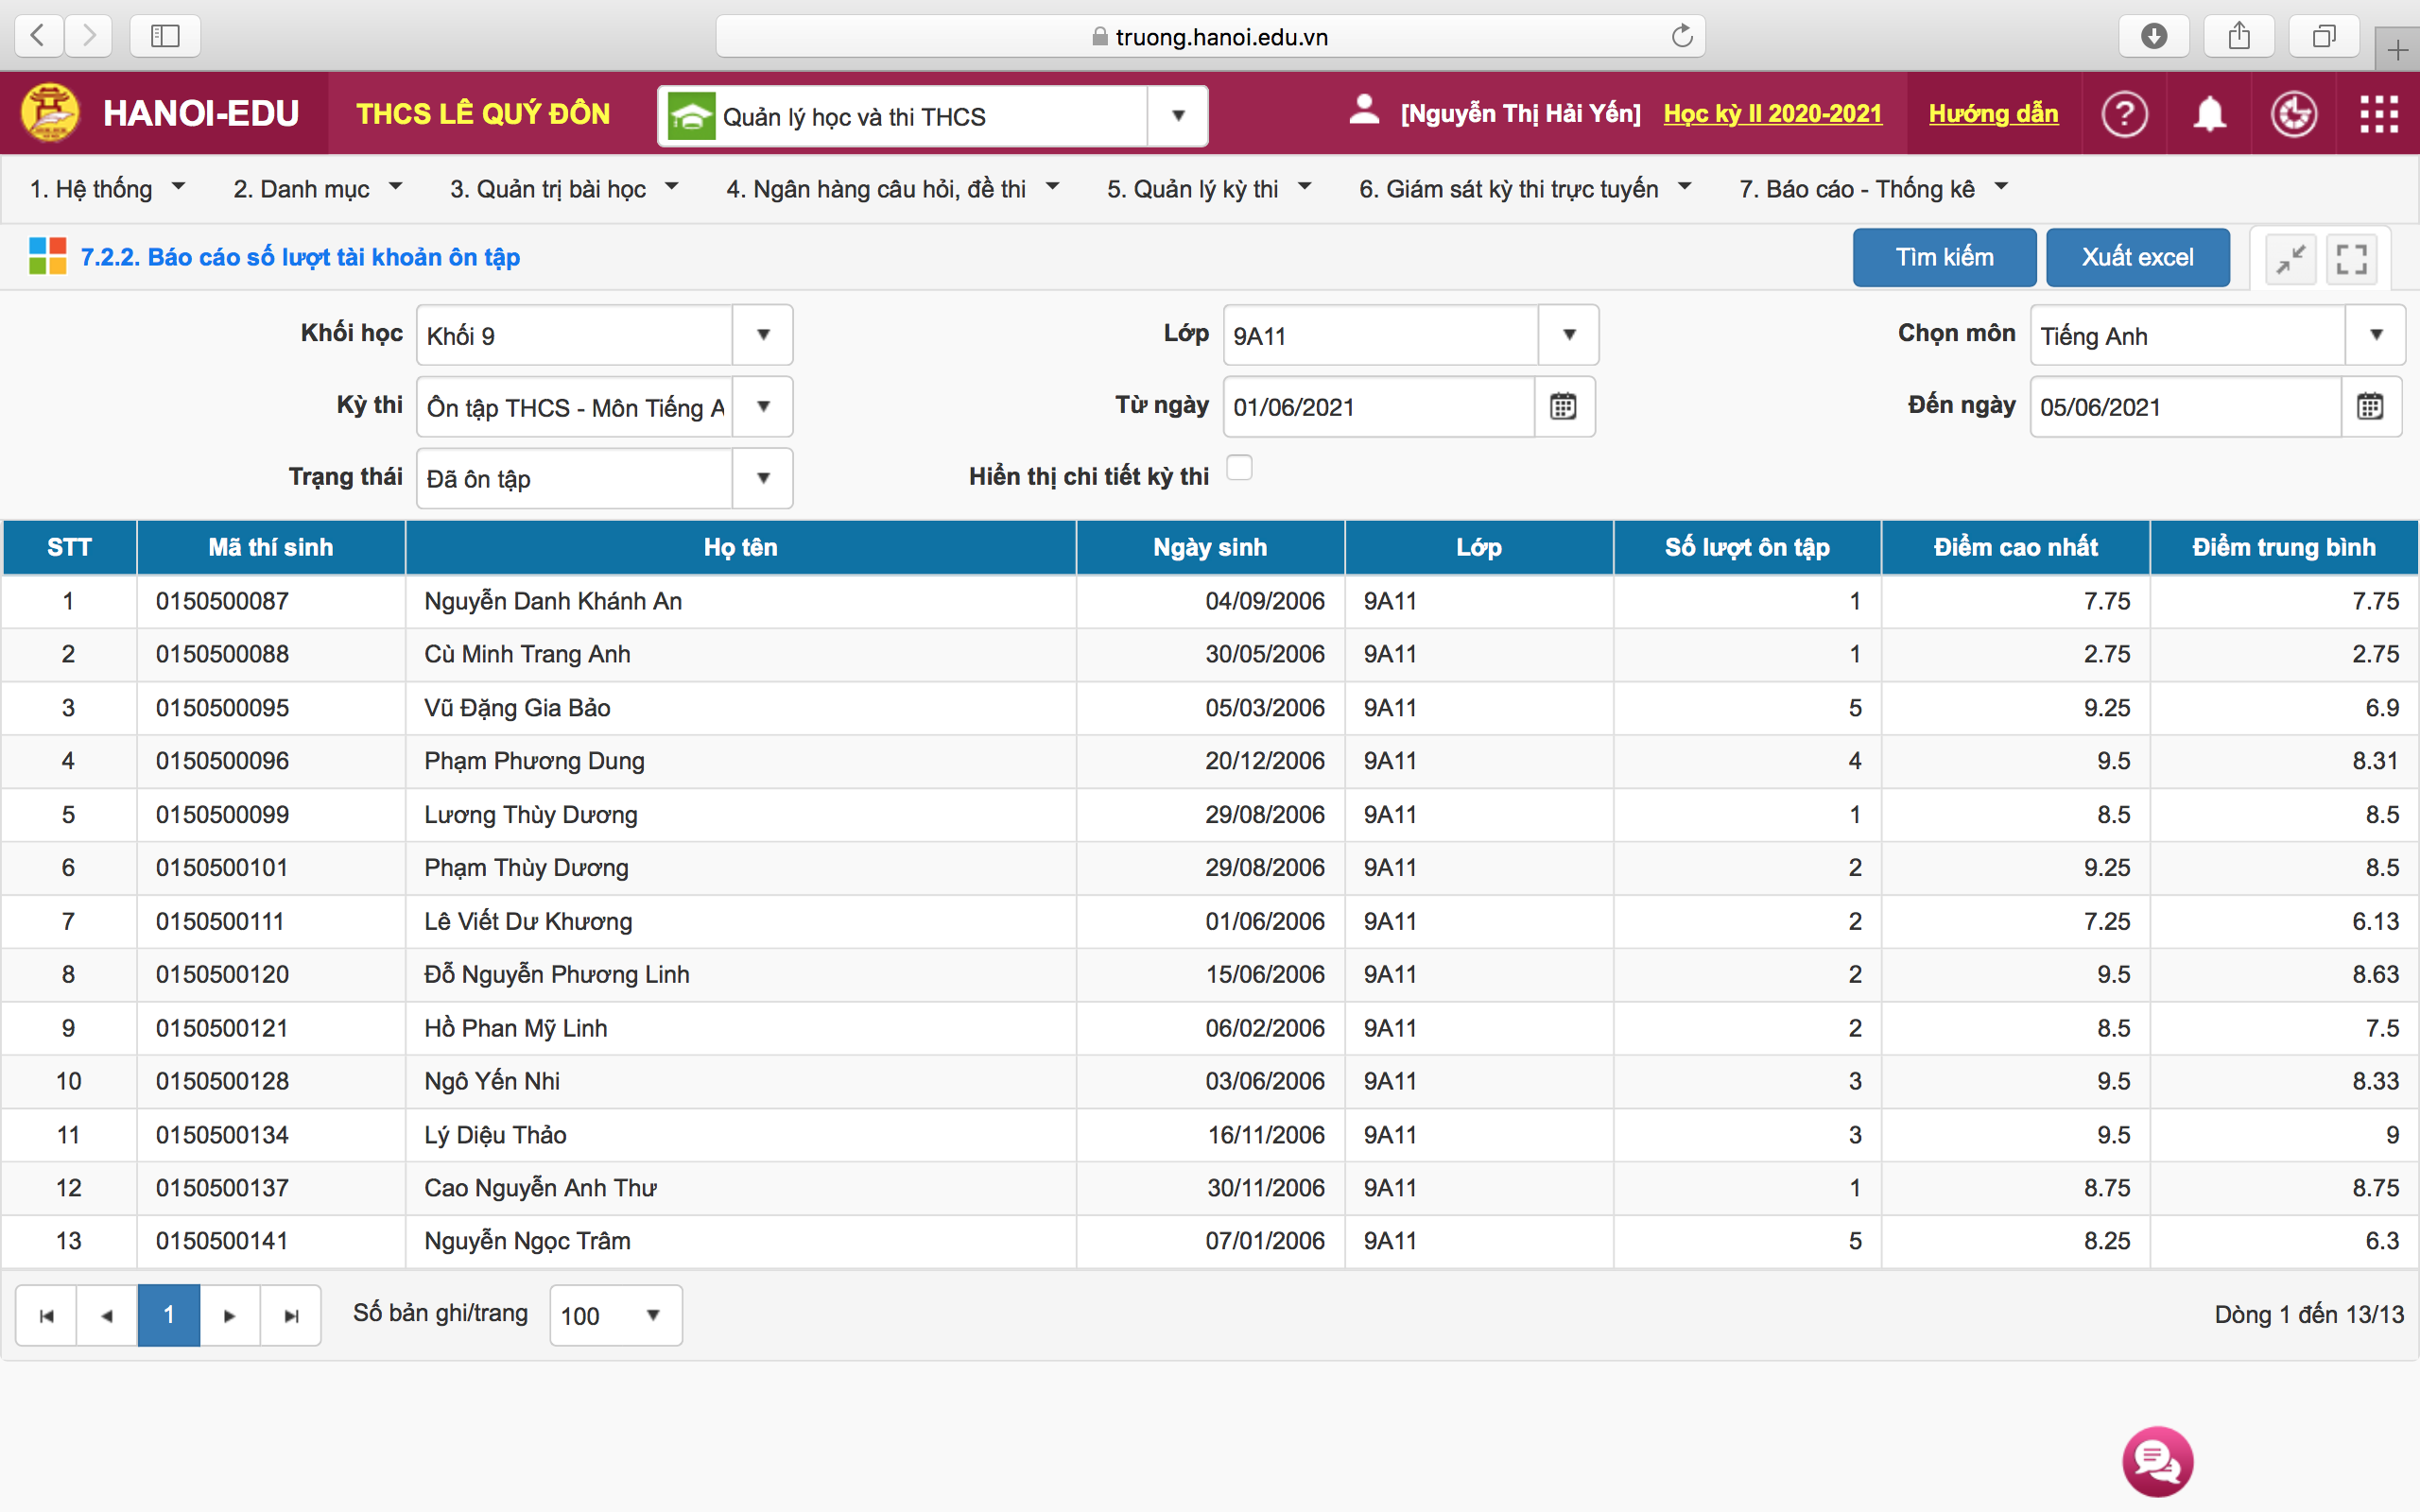 truong.hanoi.edu.vn
HANOI-EDU THCS LÊ QUÝ ĐÔN Quản lý học và thi THCS [Nguyễn Thị Hải Yến] Học kỳ II 2020-2021 Hướng dẫn ?
1. Hệ thống 2. Danh mục 3. Quản trị bài học 4. Ngân hàng câu hỏi, đề thi 5. Quản lý kỳ thi 6. Giám sát kỳ thi trực tuyến 7. Báo cáo - Thống kê
7.2.2. Báo cáo số lượt tài khoản ôn tập Tìm kiếm Xuất excel
Khối học Khối 9 Lớp 9A11 Chọn môn Tiếng Anh
Kỳ thi Ôn tập THCS - Môn Tiếng A Từ ngày 01/06/2021 Đến ngày 05/06/2021
Trạng thái Đã ôn tập Hiển thị chi tiết kỳ thi
STT Mã thí sinh Họ tên Ngày sinh Lớp Số lượt ôn tập Điểm cao nhất Điểm trung bình
1 0150500087 Nguyễn Danh Khánh An 04/09/2006 9A11 1 7.75 7.75
2 0150500088 Cù Minh Trang Anh 30/05/2006 9A11 1 2.75 2.75
3 0150500095 Vũ Đặng Gia Bảo 05/03/2006 9A11 5 9.25 6.9
4 0150500096 Phạm Phương Dung 20/12/2006 9A11 4 9.5 8.31
5 0150500099 Lương Thùy Dương 29/08/2006 9A11 1 8.5 8.5
6 0150500101 Phạm Thùy Dương 29/08/2006 9A11 2 9.25 8.5
7 0150500111 Lê Viết Dư Khương 01/06/2006 9A11 2 7.25 6.13
8 0150500120 Đỗ Nguyễn Phương Linh 15/06/2006 9A11 2 9.5 8.63
9 0150500121 Hồ Phan Mỹ Linh 06/02/2006 9A11 2 8.5 7.5
10 0150500128 Ngô Yến Nhi 03/06/2006 9A11 3 9.5 8.33
11 0150500134 Lý Diệu Thảo 16/11/2006 9A11 3 9.5 9
12 0150500137 Cao Nguyễn Anh Thư 30/11/2006 9A11 1 8.75 8.75
13 0150500141 Nguyễn Ngọc Trâm 07/01/2006 9A11 5 8.25 6.3
1 Số bản ghi/trang 100 Dòng 1 đến 13/13